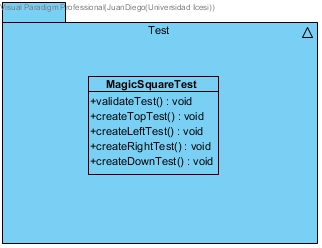 Visual Paradigm Professional(JuanDiego(Universidad Icesi))
Test
MagicSquareTest
+validateTest() : void
+createTopTest() : void
+createLeftTest() : void
+createRightTest() : void
+createDownTest() : void